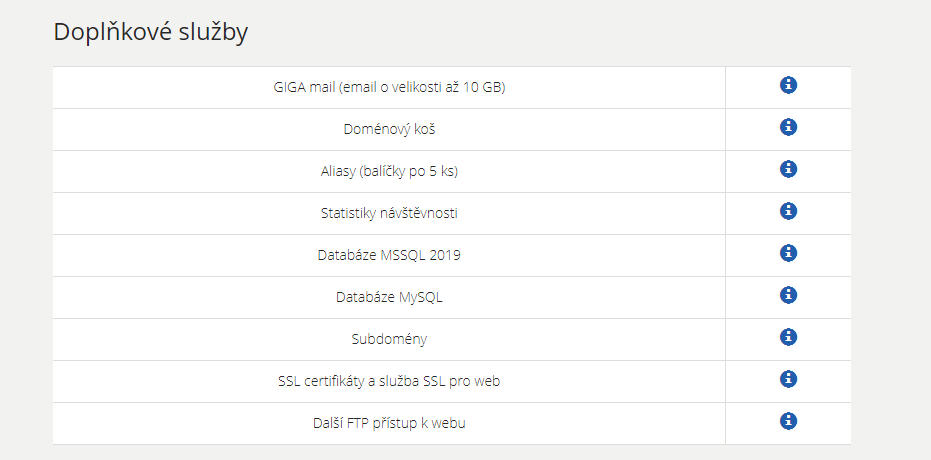 Doplňkové služby
GIGA mail (email o velikosti až 10 GB)
Doménový koš
Aliasy (balíčky po 5 ks)
Statistiky návštěvnosti
Databáze MSSQL 2019
Databáze MySQL
Subdomény
SSL certifikáty a služba SSL pro web
Další FTP přístup k webu